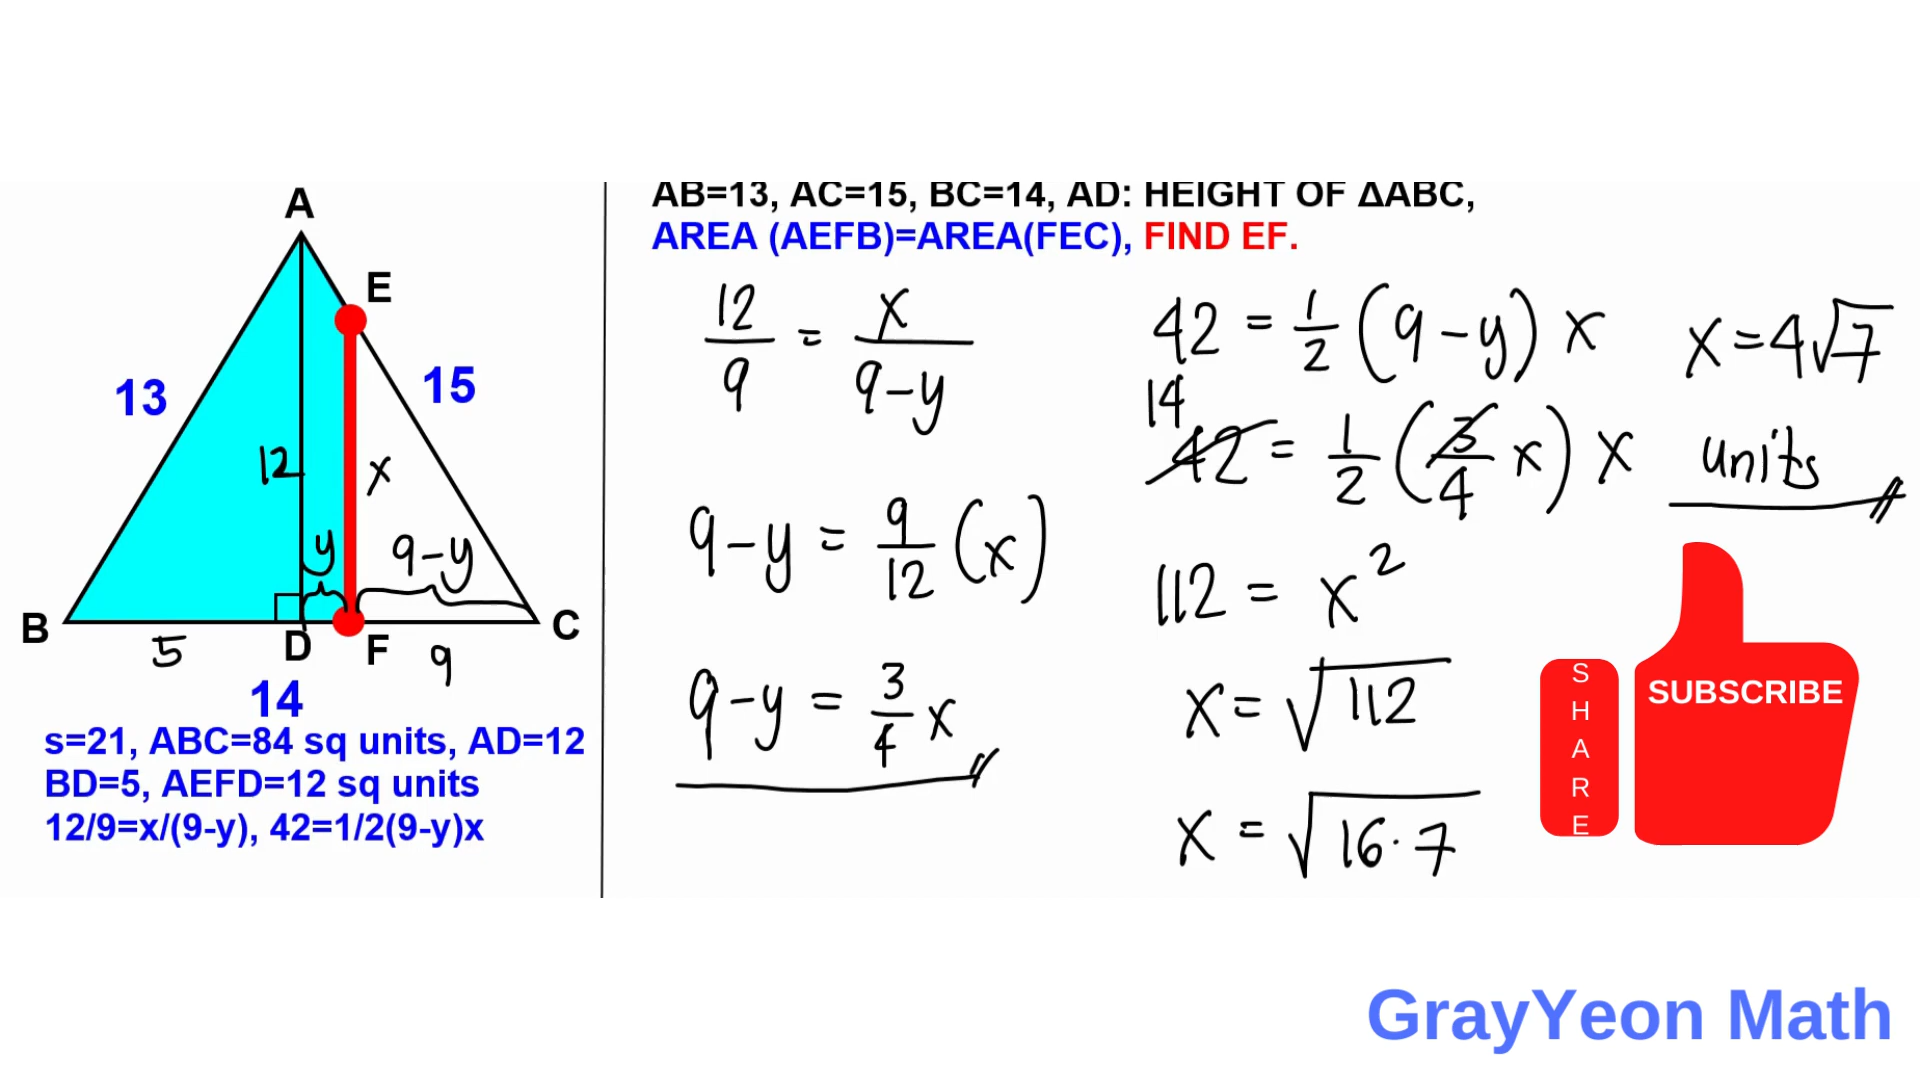 A
E
13
15
12
x
y
9-y
B
D
F
C
5
9
14
s=21, ABC=84 sq units, AD=12
BD=5, AEFD=12 sq units
12/9=x/(9-y), 42=1/2(9-y)x
AB=13, AC=15, BC=14, AD: HEIGHT OF ΔABC,
AREA (AEFB)=AREA(FEC), FIND EF.
12/9 = x/(9-y)
9-y = 9/12 (x)
9-y = 3/4 x
42 = 1/2 (9-y) x
14
42 = 1/2 (3/4 x) x
112 = x²
x = √112
x = √16·7
x = 4√7
units
SHARE
SUBSCRIBE
GrayYeon Math